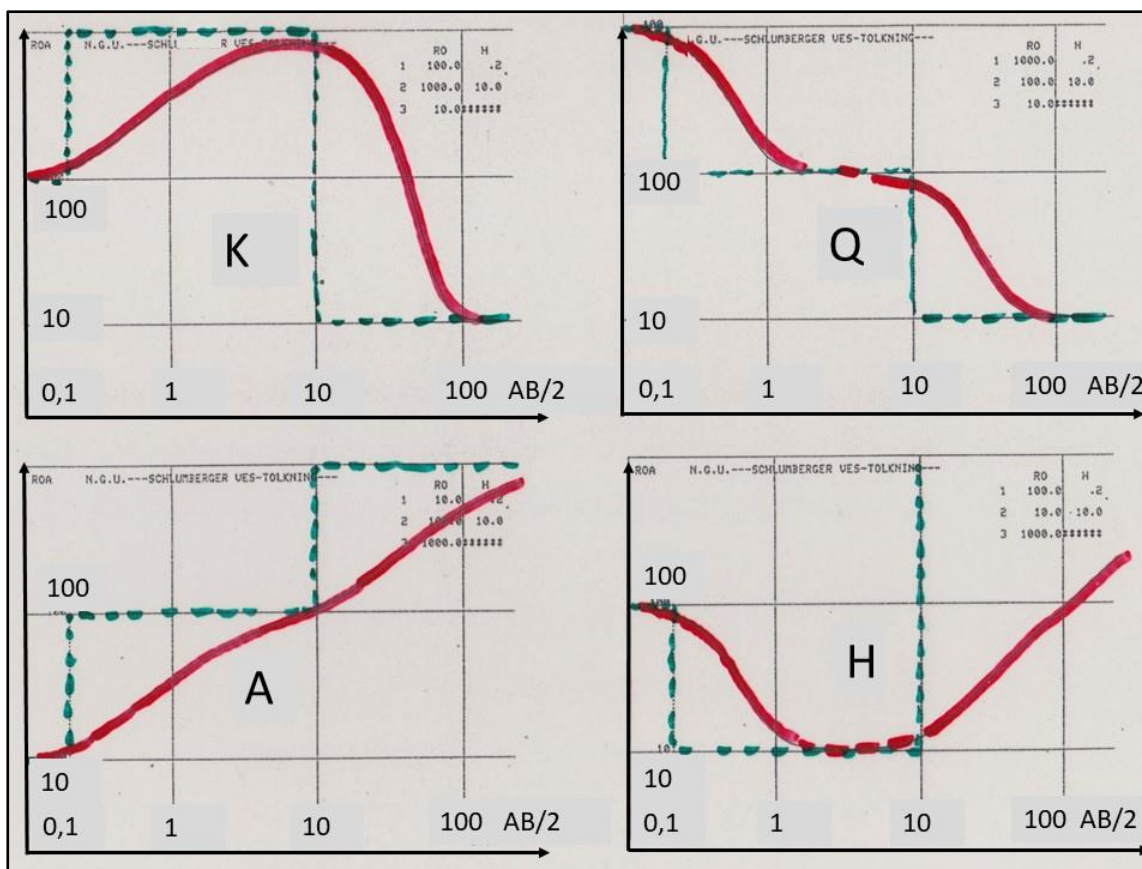 ROA N.G.U.---SCHLU R VES-TOLKNING---
RO H
1 100.0 .2
2 1000.0 10.0
3 10.0******
100
K
10
0,1 1 10 100 AB/2
L.G.U.---SCHLUMBERGER VES-TOLKNING---
RO H
1 1000.0 .2
2 100.0 10.0
3 10.0******
100
Q
10
0,1 1 10 100 AB/2
ROA N.G.U.---SCHLUMBERGER VES-TOLKNING---
RO H
1 10.0 .2
2 10.0
3 1000.0******
100
A
10
0,1 1 10 100 AB/2
ROA N.G.U.---SCHLUMBERGER VES-TOLKNING---
RO H
1 100.0 .2
2 10.0 10.0
3 1000.0******
100
H
10
0,1 1 10 100 AB/2